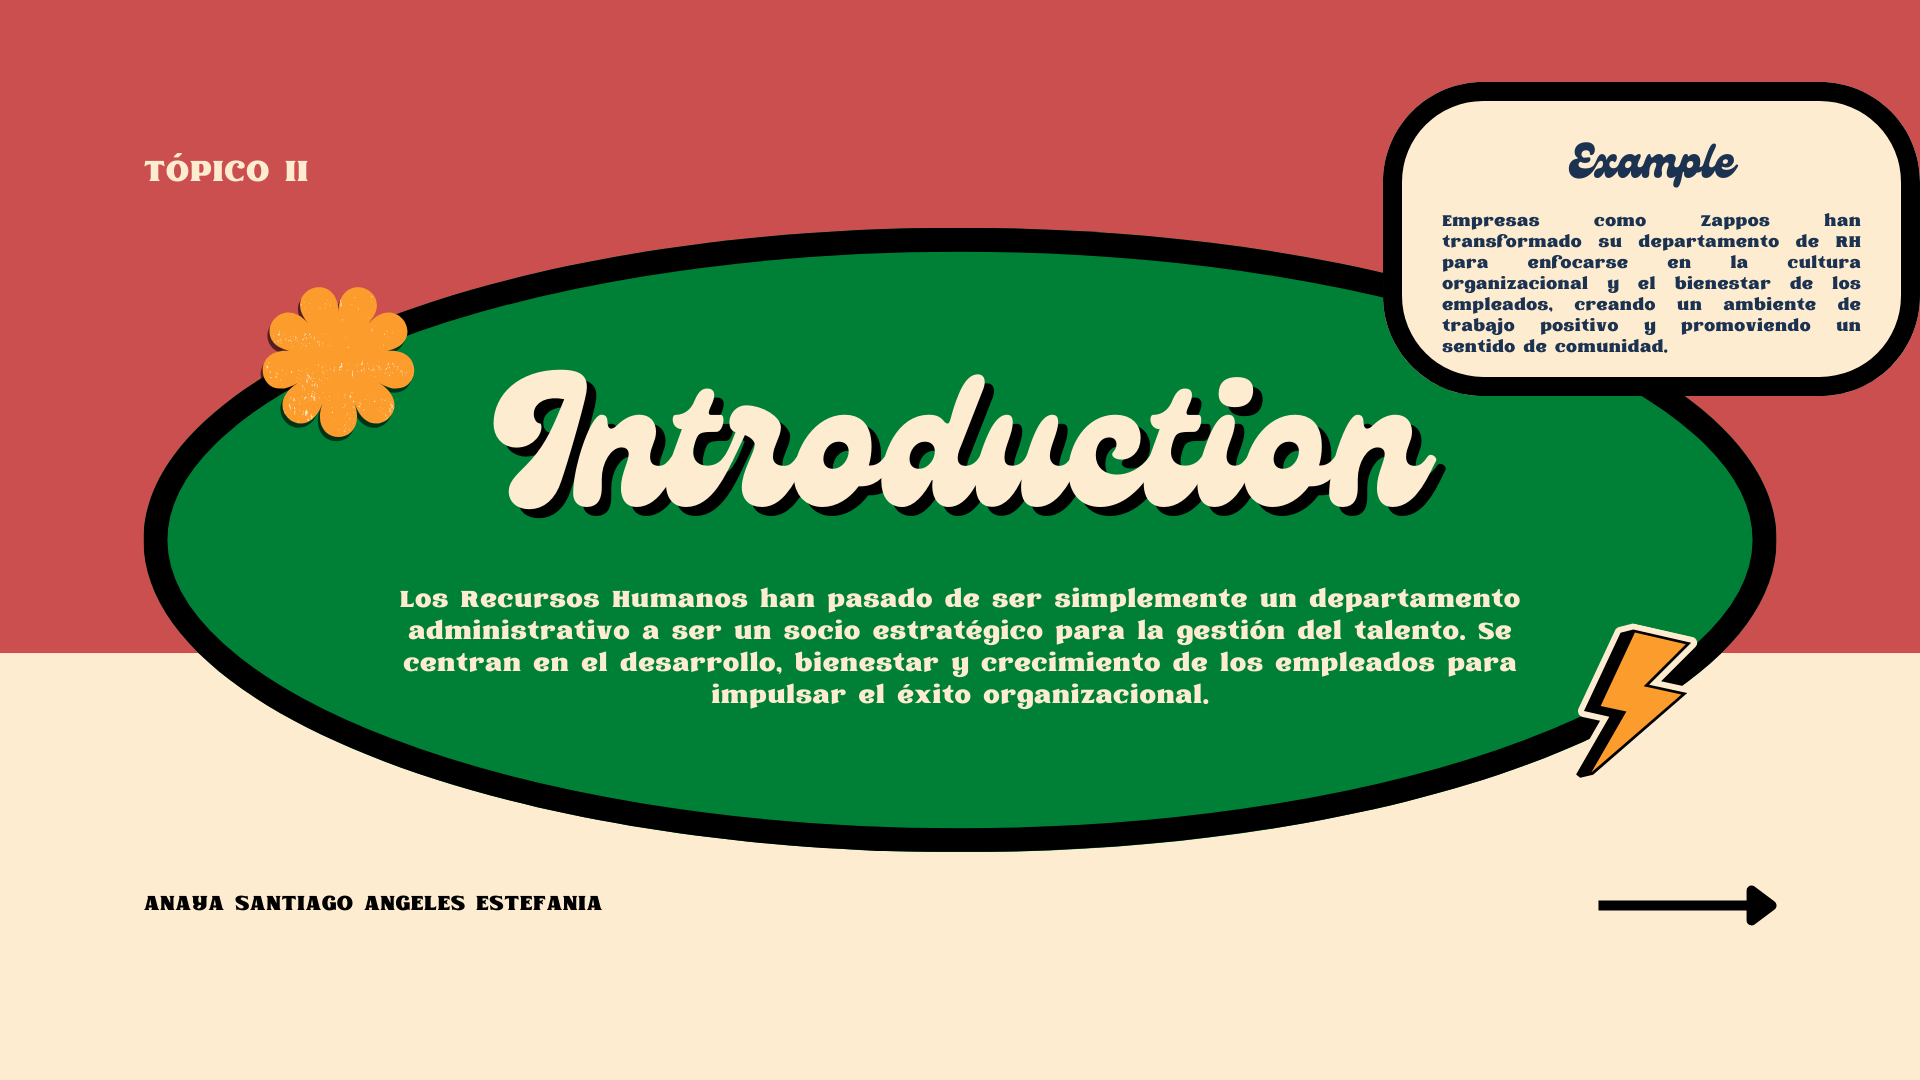 TÓPICO II
Example
Empresas como Zappos han
transformado su departamento de RH
para enfocarse en la cultura
organizacional y el bienestar de los
empleados, creando un ambiente de
trabajo positivo y promoviendo un
sentido de comunidad.
Introduction
Los Recursos Humanos han pasado de ser simplemente un departamento
administrativo a ser un socio estratégico para la gestión del talento. Se
centran en el desarrollo, bienestar y crecimiento de los empleados para
impulsar el éxito organizacional.
ANAYA SANTIAGO ANGELES ESTEFANIA